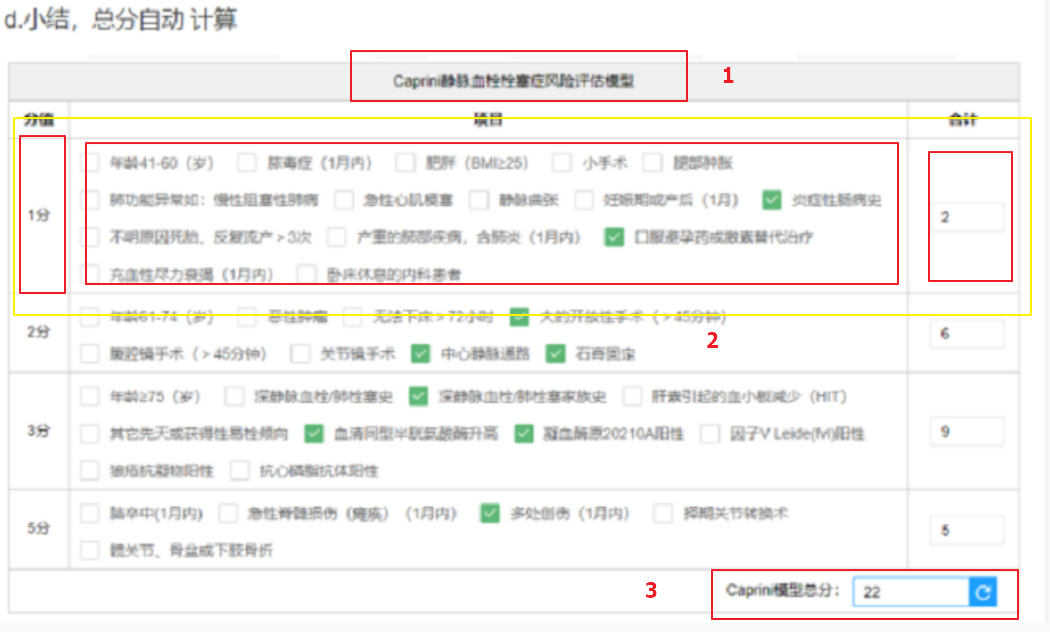 d.小结，总分自动 计算
Caprini静脉血栓栓塞症风险评估模型 1
分值 项目 合计
年龄41-60（岁） 尿毒症（1月内） 肥胖（BMI≥25） 小手术 腿部肿胀
肺功能异常如：慢性阻塞性肺病 急性心肌梗塞 静脉曲张 妊娠期或产后（1月） 炎症性肠病史
1分 2
不明原因死胎、反复流产＞3次 严重的肺部疾病，含肺炎（1月内） 口服避孕药或激素替代治疗
充血性尽力衰竭（1月内） 卧床休息的内科患者
年龄61-74（岁） 恶性肿瘤 无法下床＞72小时 大的开放性手术（＞45分钟）
2分 6
2
腹腔镜手术（＞45分钟） 关节镜手术 中心静脉通路 石膏固定
年龄≥75（岁） 深静脉血栓/肺栓塞史 深静脉血栓/肺栓塞家族史 肝素引起的血小板减少（HIT）
3分 其它先天或获得性易栓倾向 血清同型半胱氨酸酶升高 凝血酶原20210A阳性 因子V Leide(fvl)阳性 9
狼疮抗凝物阳性 抗心磷脂抗体阳性
脑卒中(1月内) 急性脊髓损伤（瘫痪）（1月内） 多处创伤（1月内） 择期关节转换术
5分 5
髋关节、骨盆或下肢骨折
3 Caprini模型总分： 22